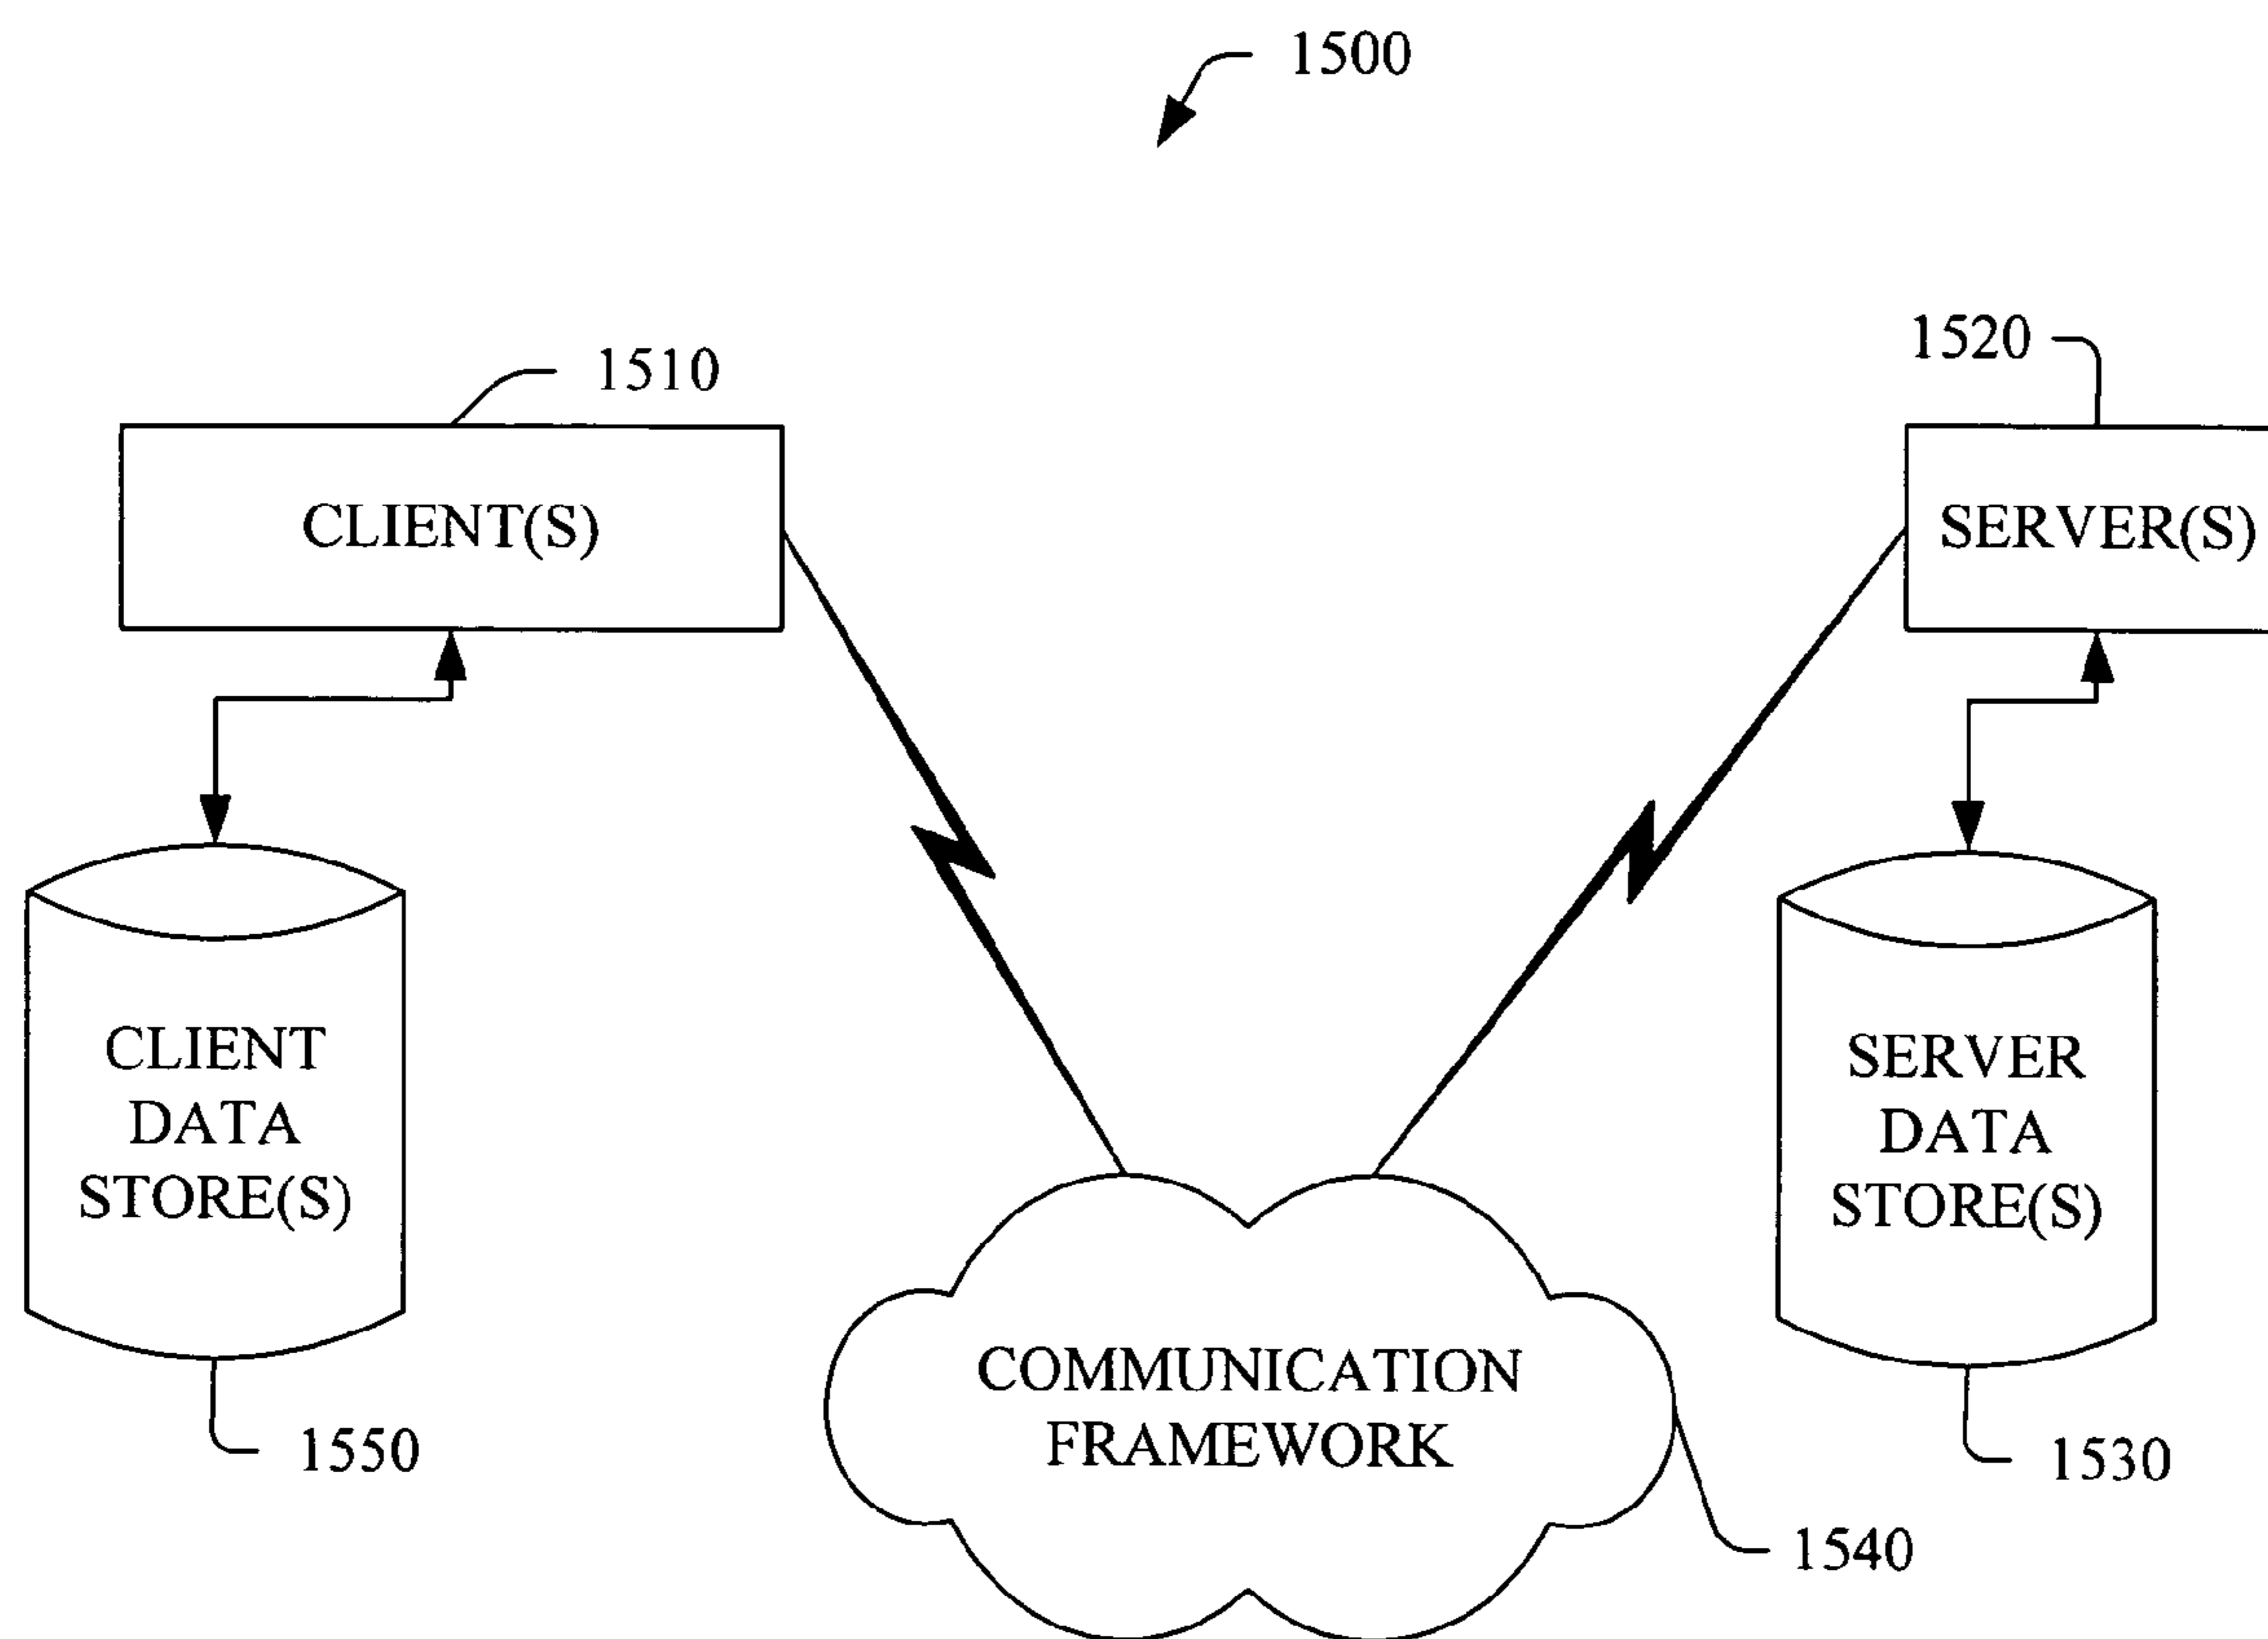 1500
1510
1520
CLIENT(S)
SERVER(S)
CLIENT
DATA
STORE(S)
SERVER
DATA
STORE(S)
COMMUNICATION
FRAMEWORK
1550
1530
1540